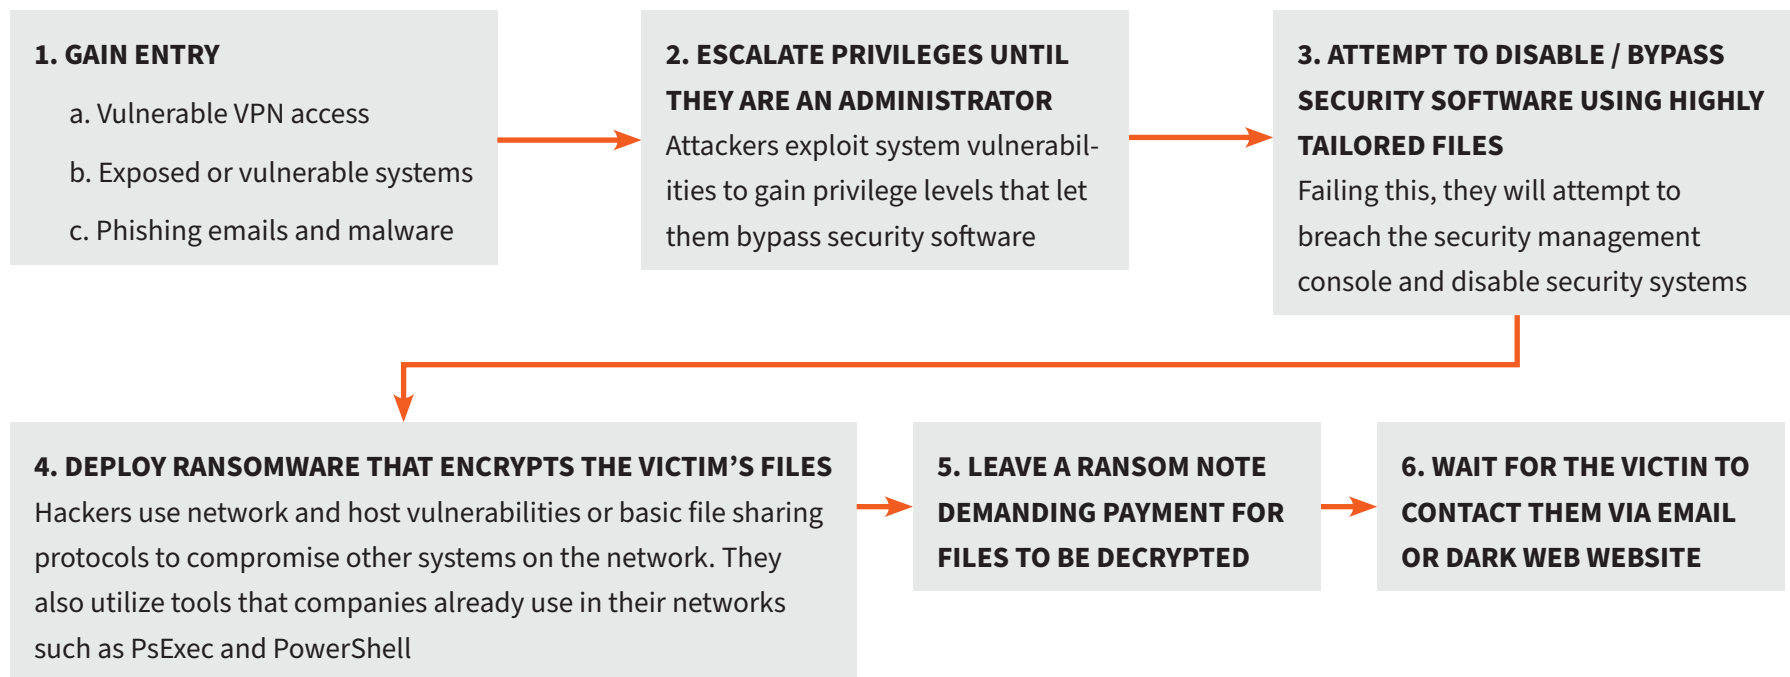 1. GAIN ENTRY
a. Vulnerable VPN access
b. Exposed or vulnerable systems
c. Phishing emails and malware
2. ESCALATE PRIVILEGES UNTIL
THEY ARE AN ADMINISTRATOR
Attackers exploit system vulnerabil-
ities to gain privilege levels that let
them bypass security software
3. ATTEMPT TO DISABLE / BYPASS
SECURITY SOFTWARE USING HIGHLY
TAILORED FILES
Failing this, they will attempt to
breach the security management
console and disable security systems
4. DEPLOY RANSOMWARE THAT ENCRYPTS THE VICTIM’S FILES
Hackers use network and host vulnerabilities or basic file sharing
protocols to compromise other systems on the network. They
also utilize tools that companies already use in their networks
such as PsExec and PowerShell
5. LEAVE A RANSOM NOTE
DEMANDING PAYMENT FOR
FILES TO BE DECRYPTED
6. WAIT FOR THE VICTIN TO
CONTACT THEM VIA EMAIL
OR DARK WEB WEBSITE